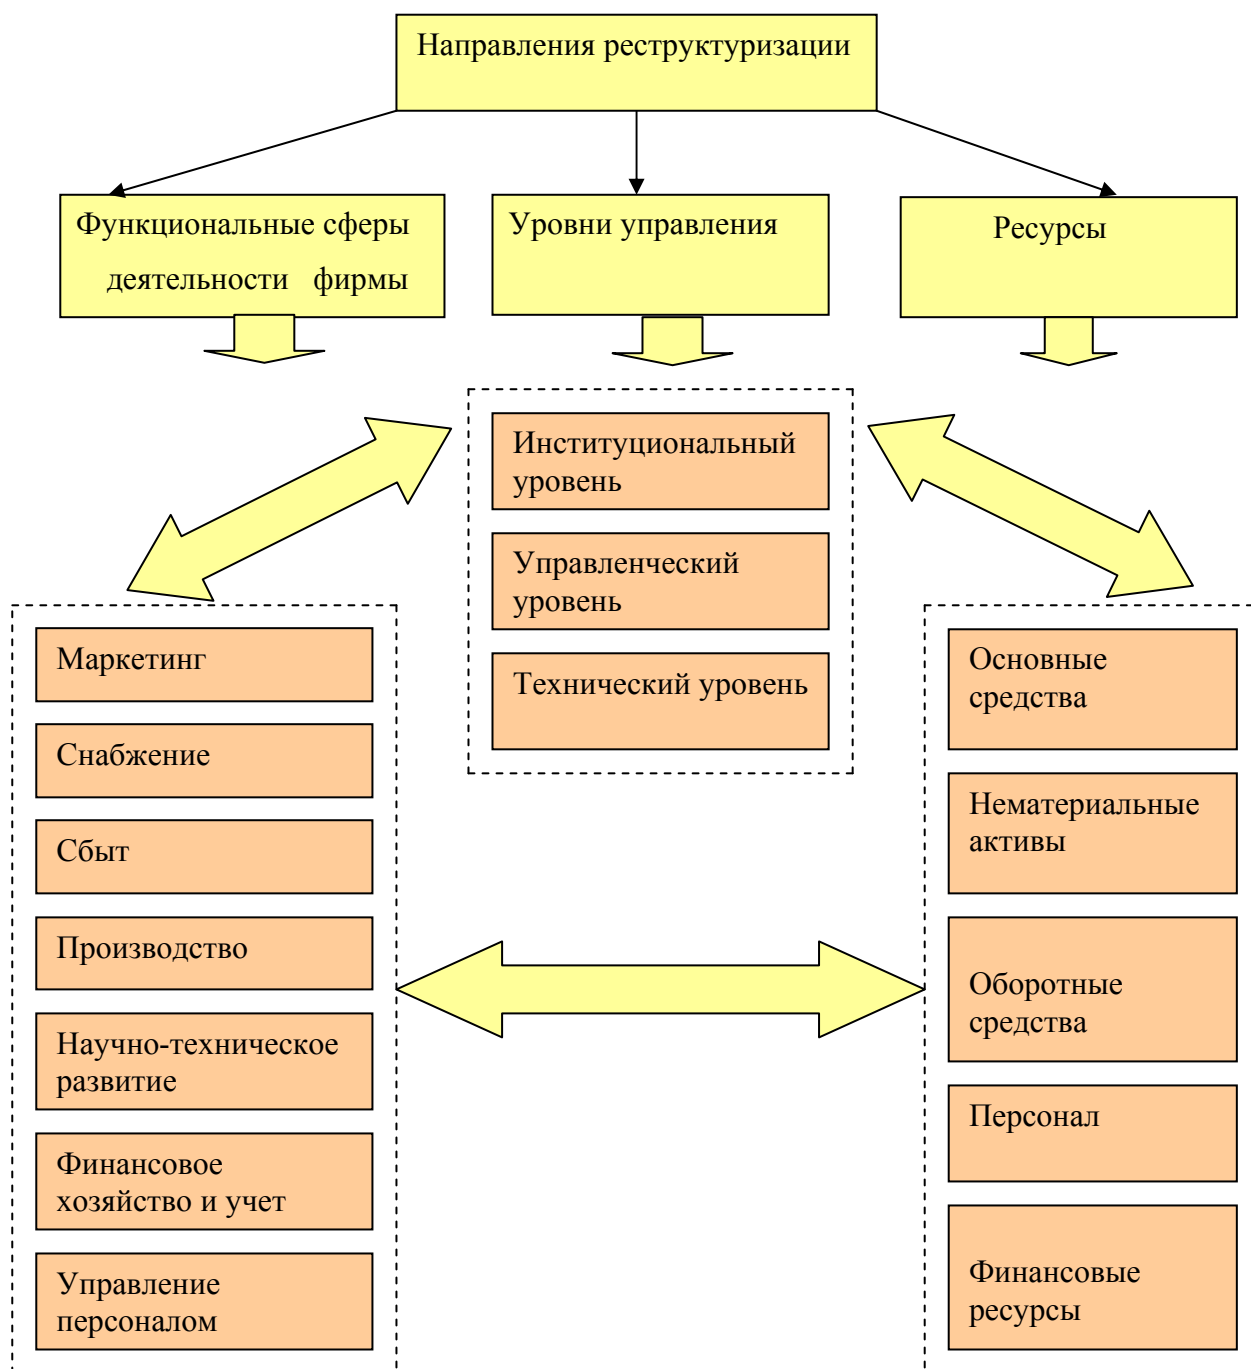 Направления реструктуризации
Функциональные сферы
деятельности фирмы
Уровни управления
Ресурсы
Институциональный
уровень
Управленческий
уровень
Технический уровень
Маркетинг
Снабжение
Сбыт
Производство
Научно-техническое
развитие
Финансовое
хозяйство и учет
Управление
персоналом
Основные
средства
Нематериальные
активы
Оборотные
средства
Персонал
Финансовые
ресурсы